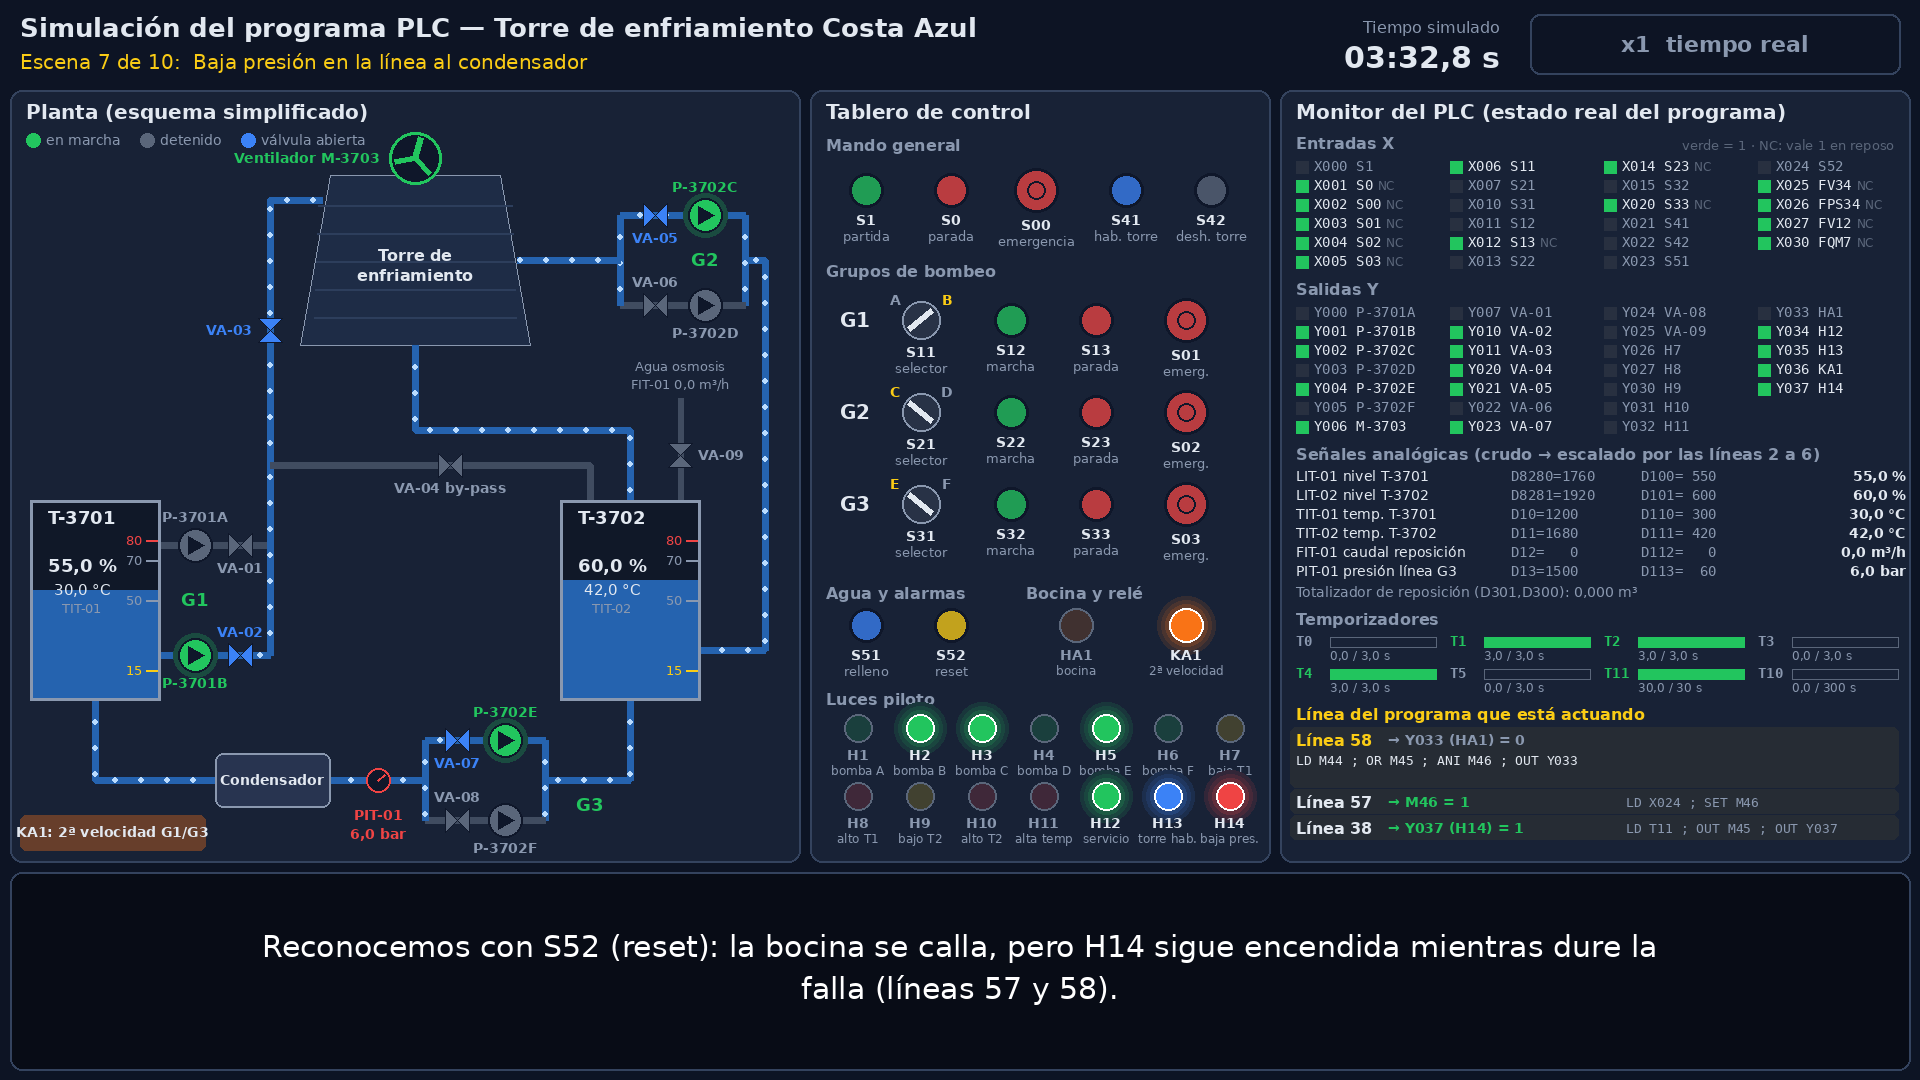 Simulación del programa PLC — Torre de enfriamiento Costa Azul
Escena 7 de 10:  Baja presión en la línea al condensador
Tiempo simulado
03:32,8 s
x1  tiempo real
Planta (esquema simplificado)
en marcha
detenido
válvula abierta
Ventilador M-3703
Torre de
enfriamiento
VA-03
P-3702C
VA-05
G2
VA-06
P-3702D
Agua osmosis
FIT-01 0,0 m³/h
VA-09
VA-04 by-pass
T-3701
55,0 %
30,0 °C
TIT-01
80
70
50
15
P-3701A
VA-01
G1
VA-02
P-3701B
T-3702
60,0 %
42,0 °C
TIT-02
80
70
50
15
P-3702E
VA-07
VA-08
P-3702F
G3
Condensador
PIT-01
6,0 bar
KA1: 2ª velocidad G1/G3
Tablero de control
Mando general
S1
partida
S0
parada
S00
emergencia
S41
hab. torre
S42
desh. torre
Grupos de bombeo
G1
A
B
S11
selector
S12
marcha
S13
parada
S01
emerg.
G2
C
D
S21
selector
S22
marcha
S23
parada
S02
emerg.
G3
E
F
S31
selector
S32
marcha
S33
parada
S03
emerg.
Agua y alarmas
Bocina y relé
S51
relleno
S52
reset
HA1
bocina
KA1
2ª velocidad
Luces piloto
H1
bomba A
H2
bomba B
H3
bomba C
H4
bomba D
H5
bomba E
H6
bomba F
H7
bajo T1
H8
alto T1
H9
bajo T2
H10
alto T2
H11
alta temp
H12
servicio
H13
torre hab.
H14
baja pres.
Monitor del PLC (estado real del programa)
Entradas X
verde = 1 · NC: vale 1 en reposo
X000 S1
X006 S11
X014 S23 NC
X024 S52
X001 S0 NC
X007 S21
X015 S32
X025 FV34 NC
X002 S00 NC
X010 S31
X020 S33 NC
X026 FPS34 NC
X003 S01 NC
X011 S12
X021 S41
X027 FV12 NC
X004 S02 NC
X012 S13 NC
X022 S42
X030 FQM7 NC
X005 S03 NC
X013 S22
X023 S51
Salidas Y
Y000 P-3701A
Y007 VA-01
Y024 VA-08
Y033 HA1
Y001 P-3701B
Y010 VA-02
Y025 VA-09
Y034 H12
Y002 P-3702C
Y011 VA-03
Y026 H7
Y035 H13
Y003 P-3702D
Y020 VA-04
Y027 H8
Y036 KA1
Y004 P-3702E
Y021 VA-05
Y030 H9
Y037 H14
Y005 P-3702F
Y022 VA-06
Y031 H10
Y006 M-3703
Y023 VA-07
Y032 H11
Señales analógicas (crudo → escalado por las líneas 2 a 6)
LIT-01 nivel T-3701 D8280=1760 D100= 550 55,0 %
LIT-02 nivel T-3702 D8281=1920 D101= 600 60,0 %
TIT-01 temp. T-3701 D10=1200 D110= 300 30,0 °C
TIT-02 temp. T-3702 D11=1680 D111= 420 42,0 °C
FIT-01 caudal reposición D12=   0 D112=   0 0,0 m³/h
PIT-01 presión línea G3 D13=1500 D113=  60 6,0 bar
Totalizador de reposición (D301,D300): 0,000 m³
Temporizadores
T0
0,0 / 3,0 s
T1
3,0 / 3,0 s
T2
3,0 / 3,0 s
T3
0,0 / 3,0 s
T4
3,0 / 3,0 s
T5
0,0 / 3,0 s
T11
30,0 / 30 s
T10
0,0 / 300 s
Línea del programa que está actuando
Línea 58 → Y033 (HA1) = 0
LD M44 ; OR M45 ; ANI M46 ; OUT Y033
Línea 57 → M46 = 1 LD X024 ; SET M46
Línea 38 → Y037 (H14) = 1 LD T11 ; OUT M45 ; OUT Y037
Reconocemos con S52 (reset): la bocina se calla, pero H14 sigue encendida mientras dure la
falla (líneas 57 y 58).